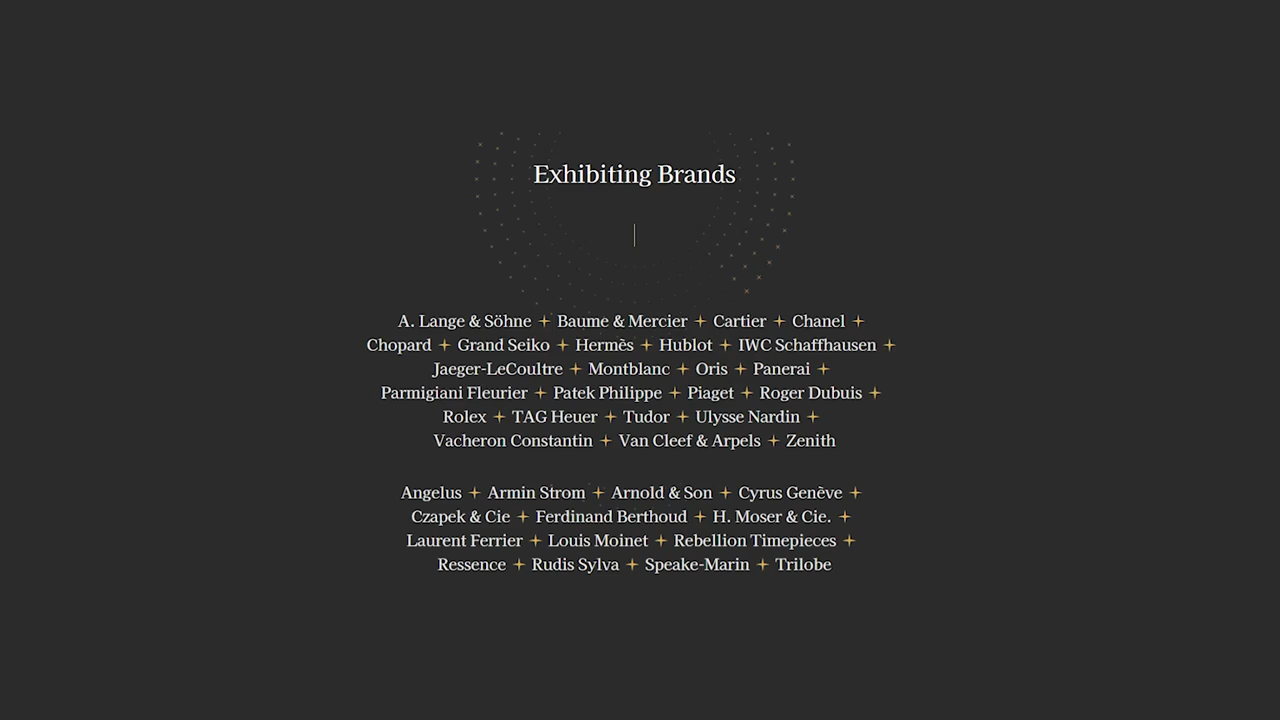 Exhibiting Brands
A. Lange & Söhne + Baume & Mercier + Cartier + Chanel +
Chopard + Grand Seiko + Hermès + Hublot + IWC Schaffhausen +
Jaeger-LeCoultre + Montblanc + Oris + Panerai +
Parmigiani Fleurier + Patek Philippe + Piaget + Roger Dubuis +
Rolex + TAG Heuer + Tudor + Ulysse Nardin +
Vacheron Constantin + Van Cleef & Arpels + Zenith
Angelus + Armin Strom + Arnold & Son + Cyrus Genève +
Czapek & Cie + Ferdinand Berthoud + H. Moser & Cie. +
Laurent Ferrier + Louis Moinet + Rebellion Timepieces +
Ressence + Rudis Sylva + Speake-Marin + Trilobe